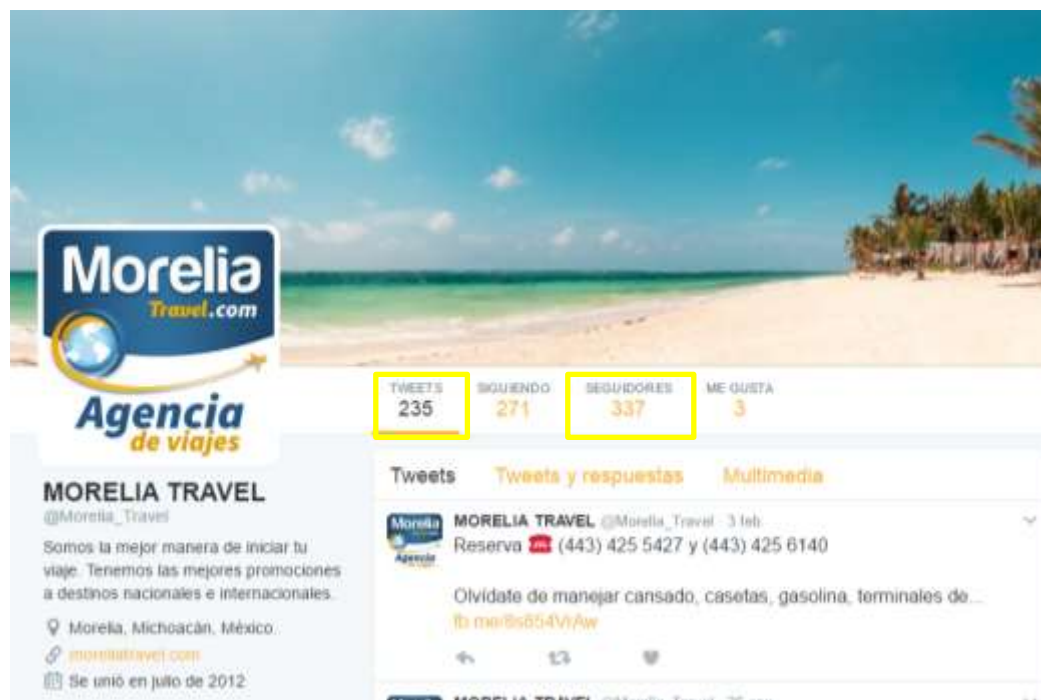 Morelia
Travel.com
Agencia
de viajes
TWEETS SIGUIENDO SEGUIDORES ME GUSTA
235 271 337 3
MORELIA TRAVEL
@Morelia_Travel
Somos la mejor manera de iniciar tu
viaje. Tenemos las mejores promociones
a destinos nacionales e internacionales.
Morelia, Michoacán, México
moreliatravel.com
Se unió en julio de 2012
Tweets Tweets y respuestas Multimedia
Morelia
Agencia
MORELIA TRAVEL @Morelia_Travel · 3 feb.
Reserva ☎ (443) 425 5427 y (443) 425 6140
Olvídate de manejar cansado, casetas, gasolina, terminales de...
MORELIA TRAVEL @Morelia_Travel